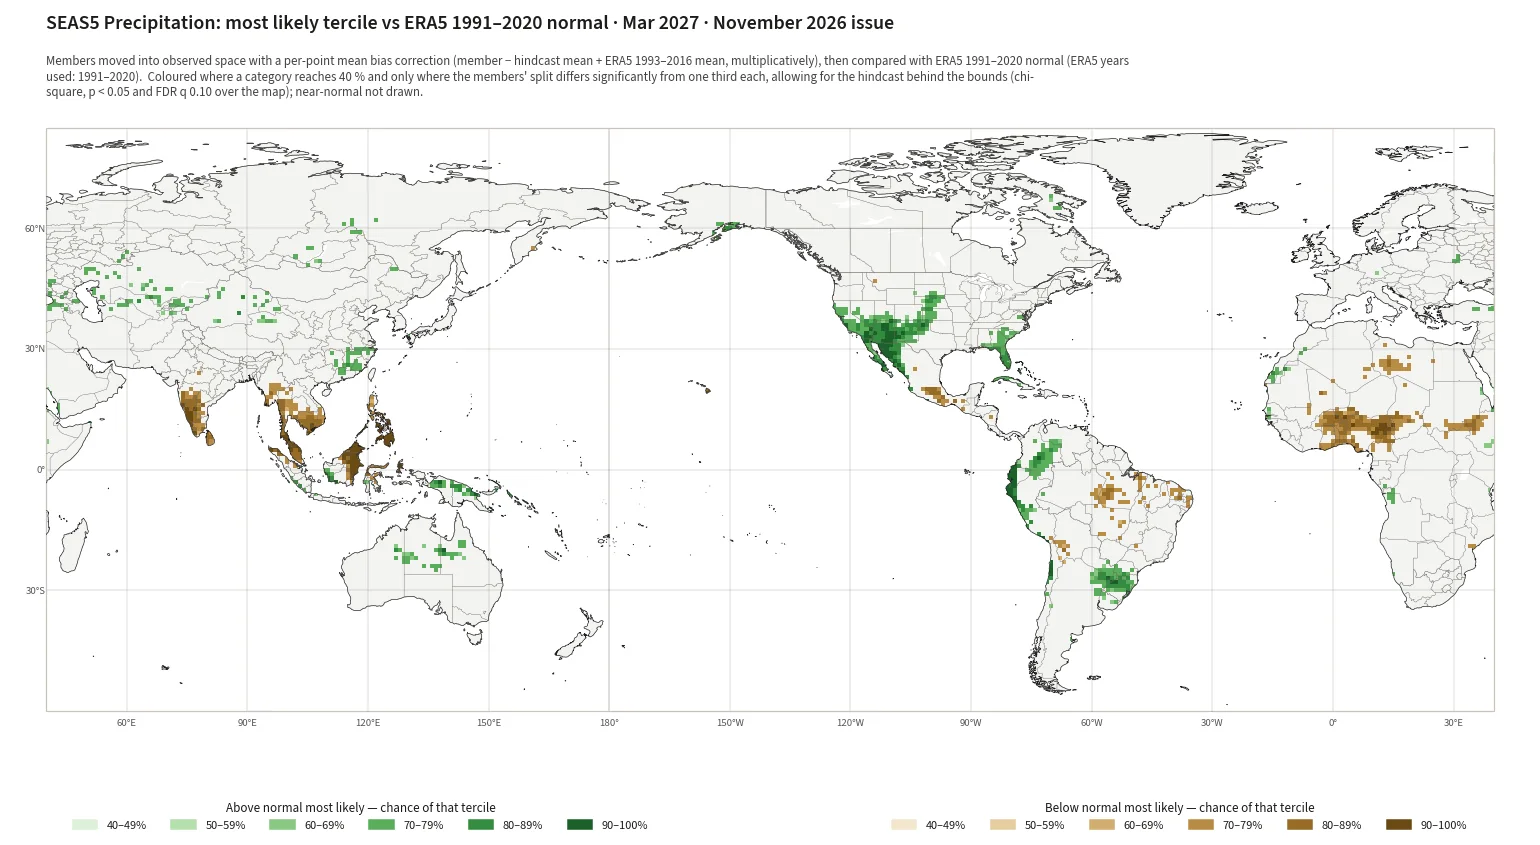 SEAS5 Precipitation: most likely tercile vs ERA5 1991–2020 normal · Mar 2027 · November 2026 issue
Members moved into observed space with a per-point mean bias correction (member − hindcast mean + ERA5 1993–2016 mean, multiplicatively), then compared with ERA5 1991–2020 normal (ERA5 years
used: 1991–2020).  Coloured where a category reaches 40 % and only where the members' split differs significantly from one third each, allowing for the hindcast behind the bounds (chi-
square, p < 0.05 and FDR q 0.10 over the map); near-normal not drawn.
60°N
30°N
0°
30°S
60°E 90°E 120°E 150°E 180° 150°W 120°W 90°W 60°W 30°W 0° 30°E
Above normal most likely — chance of that tercile
40–49% 50–59% 60–69% 70–79% 80–89% 90–100%
Below normal most likely — chance of that tercile
40–49% 50–59% 60–69% 70–79% 80–89% 90–100%